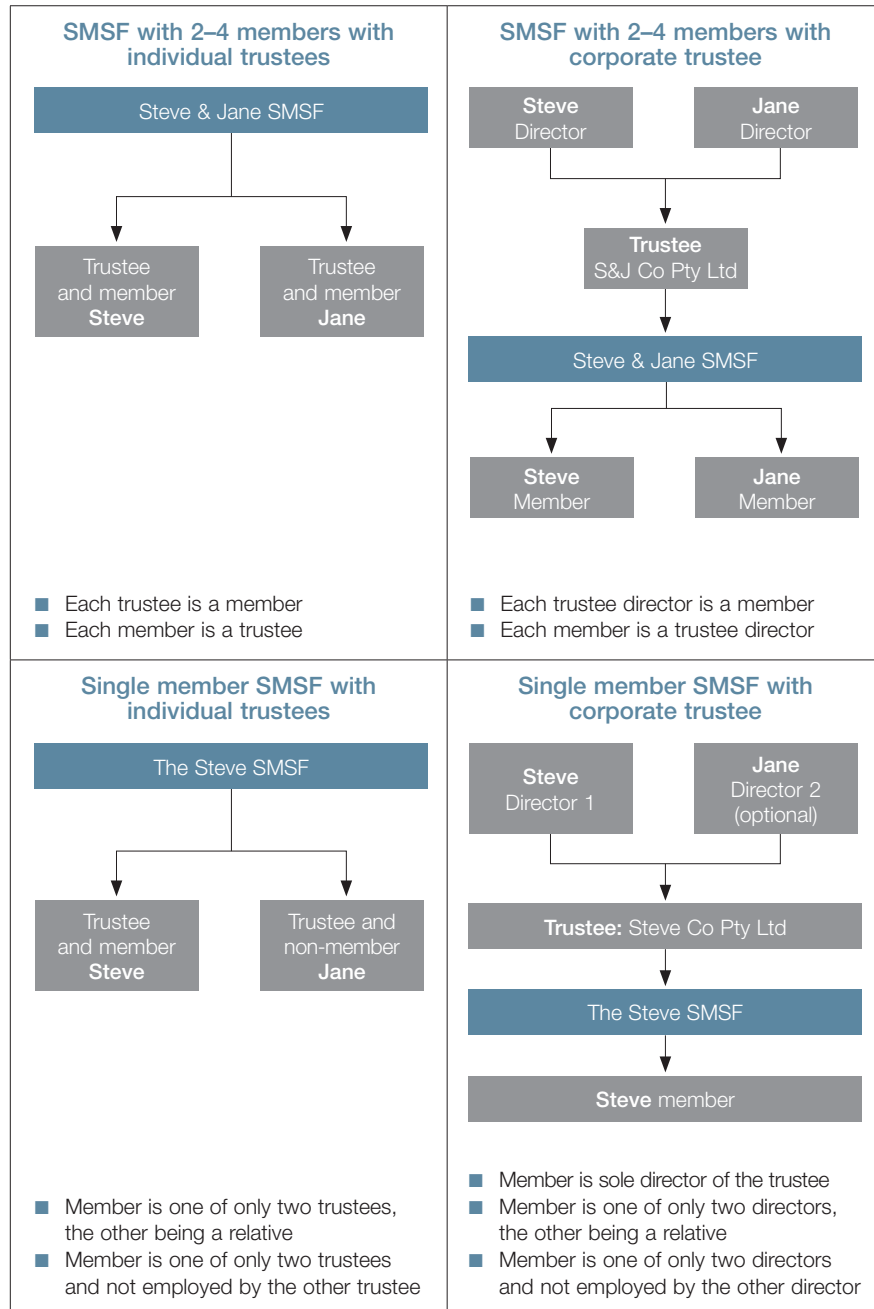 SMSF with 2–4 members with
individual trustees
Steve & Jane SMSF
Trustee
and member
Steve
Trustee
and member
Jane
■ Each trustee is a member
■ Each member is a trustee
SMSF with 2–4 members with
corporate trustee
Steve
Director
Jane
Director
Trustee
S&J Co Pty Ltd
Steve & Jane SMSF
Steve
Member
Jane
Member
■ Each trustee director is a member
■ Each member is a trustee director
Single member SMSF with
individual trustees
The Steve SMSF
Trustee
and member
Steve
Trustee and
non-member
Jane
■ Member is one of only two trustees,
the other being a relative
■ Member is one of only two trustees
and not employed by the other trustee
Single member SMSF with
corporate trustee
Steve
Director 1
Jane
Director 2
(optional)
Trustee: Steve Co Pty Ltd
The Steve SMSF
Steve member
■ Member is sole director of the trustee
■ Member is one of only two directors,
the other being a relative
■ Member is one of only two directors
and not employed by the other director